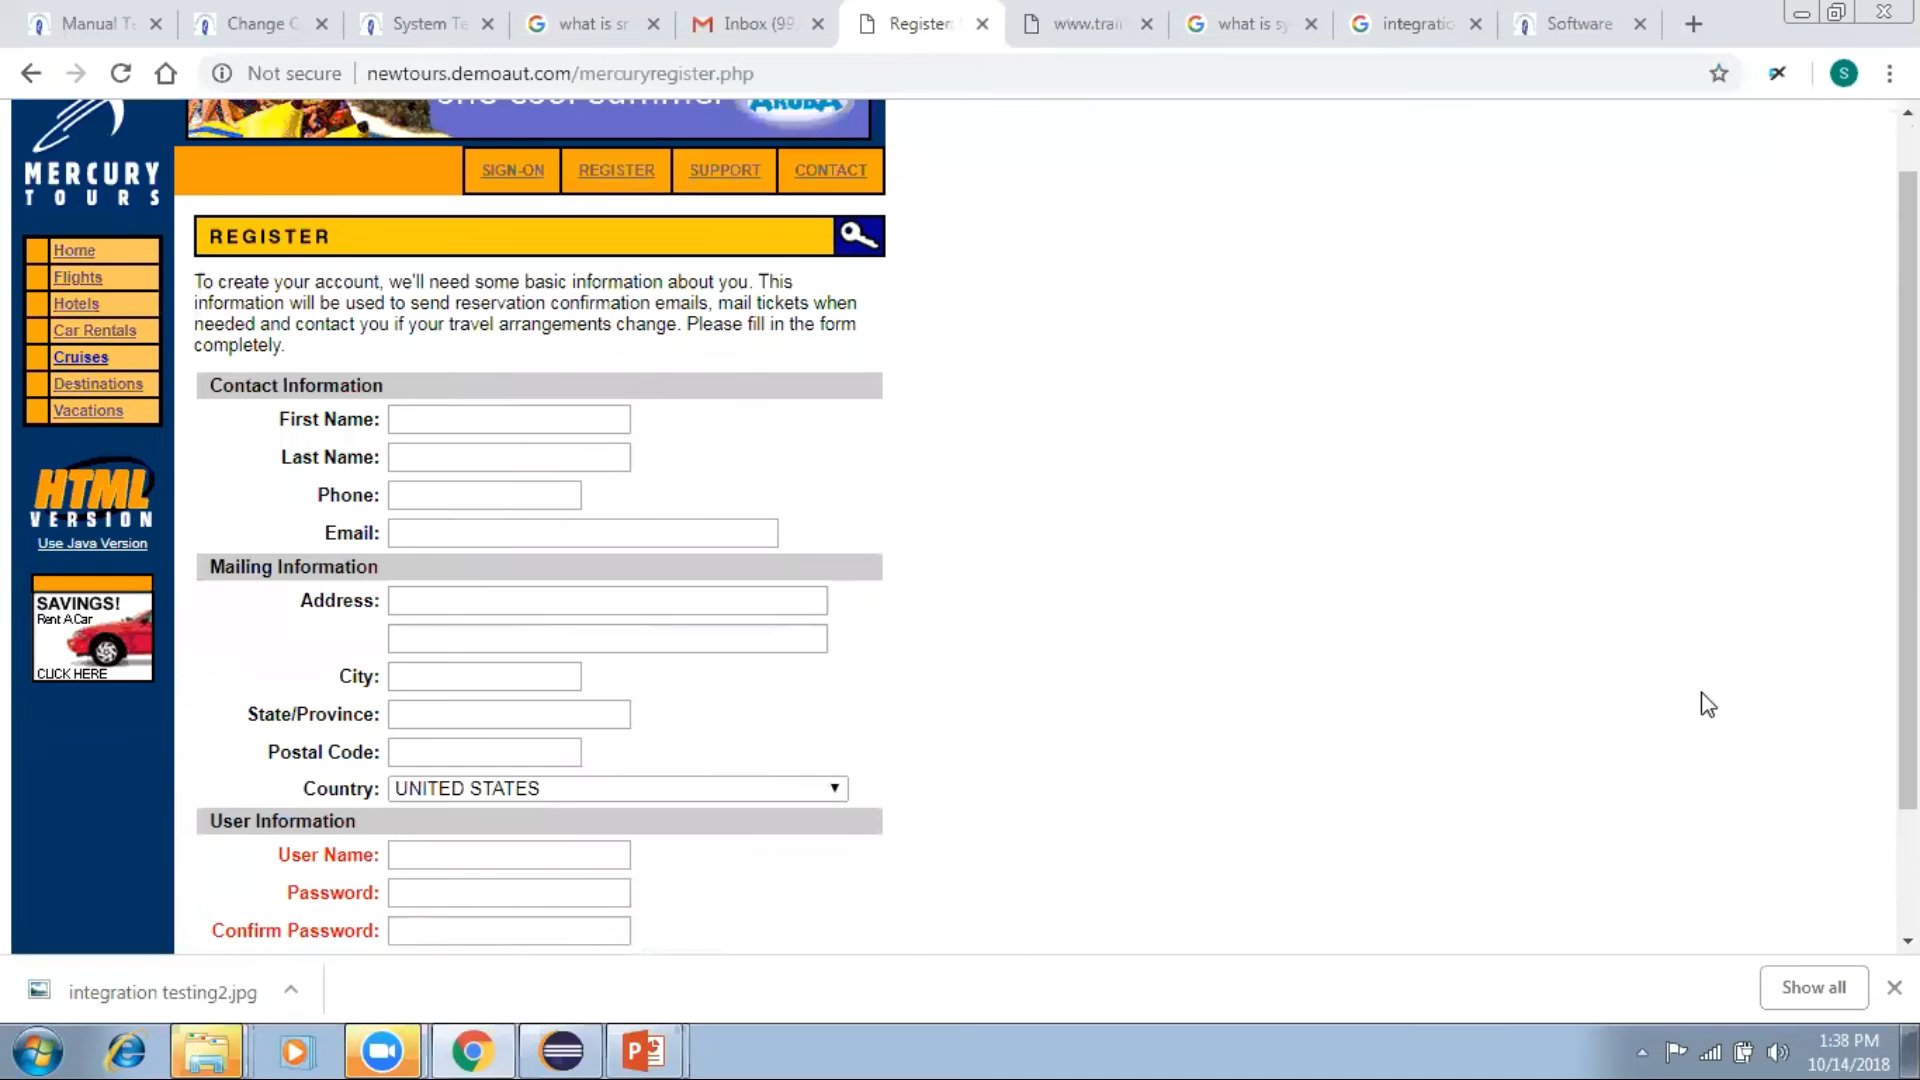 Manual Te
Change C
System Te
what is sr
Inbox (99
Register
www.trai
what is sy
integratio
Software
Not secure
newtours.demoaut.com/mercuryregister.php
S
one cool summer
ARUBA
MERCURY
TOURS
SIGN-ON
REGISTER
SUPPORT
CONTACT
REGISTER
To create your account, we'll need some basic information about you. This
information will be used to send reservation confirmation emails, mail tickets when
needed and contact you if your travel arrangements change. Please fill in the form
completely.
Home
Flights
Hotels
Car Rentals
Cruises
Destinations
Vacations
HTML
VERSION
Use Java Version
SAVINGS!
Rent A Car
CLICK HERE
Contact Information
First Name:
Last Name:
Phone:
Email:
Mailing Information
Address:
City:
State/Province:
Postal Code:
Country: UNITED STATES
User Information
User Name:
Password:
Confirm Password:
integration testing2.jpg
Show all
1:38 PM
10/14/2018